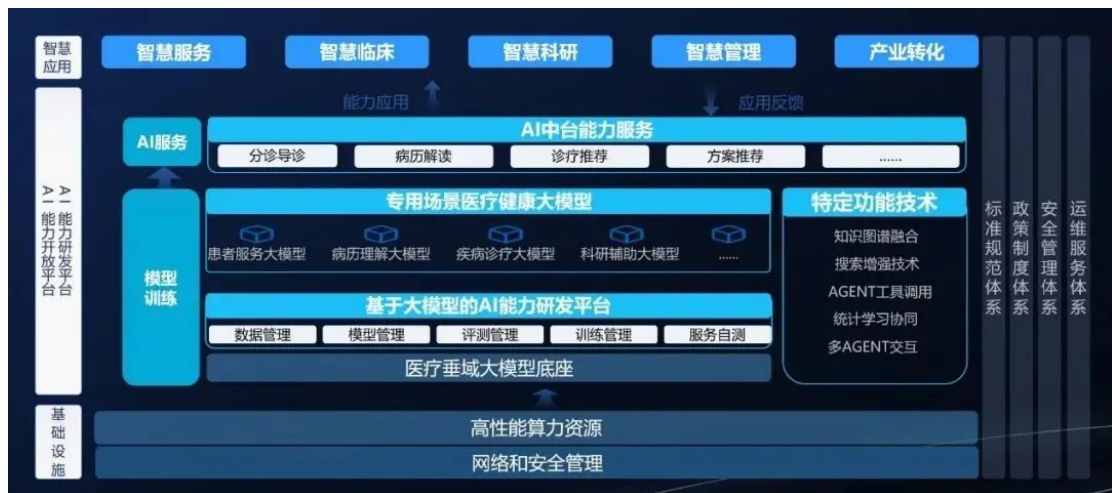 智慧
应用
智慧服务
智慧临床
智慧科研
智慧管理
产业转化
能力应用
应用反馈
AI能力研发平台
AI能力开放平台
AI服务
AI中台能力服务
分诊导诊
病历解读
诊疗推荐
方案推荐
......
模型
训练
专用场景医疗健康大模型
患者服务大模型
病历理解大模型
疾病诊疗大模型
科研辅助大模型
......
基于大模型的AI能力研发平台
数据管理
模型管理
评测管理
训练管理
服务自测
医疗垂域大模型底座
特定功能技术
知识图谱融合
搜索增强技术
AGENT工具调用
统计学习协同
多AGENT交互
基础设施
高性能算力资源
网络和安全管理
标准规范体系
政策制度体系
安全管理体系
运维服务体系